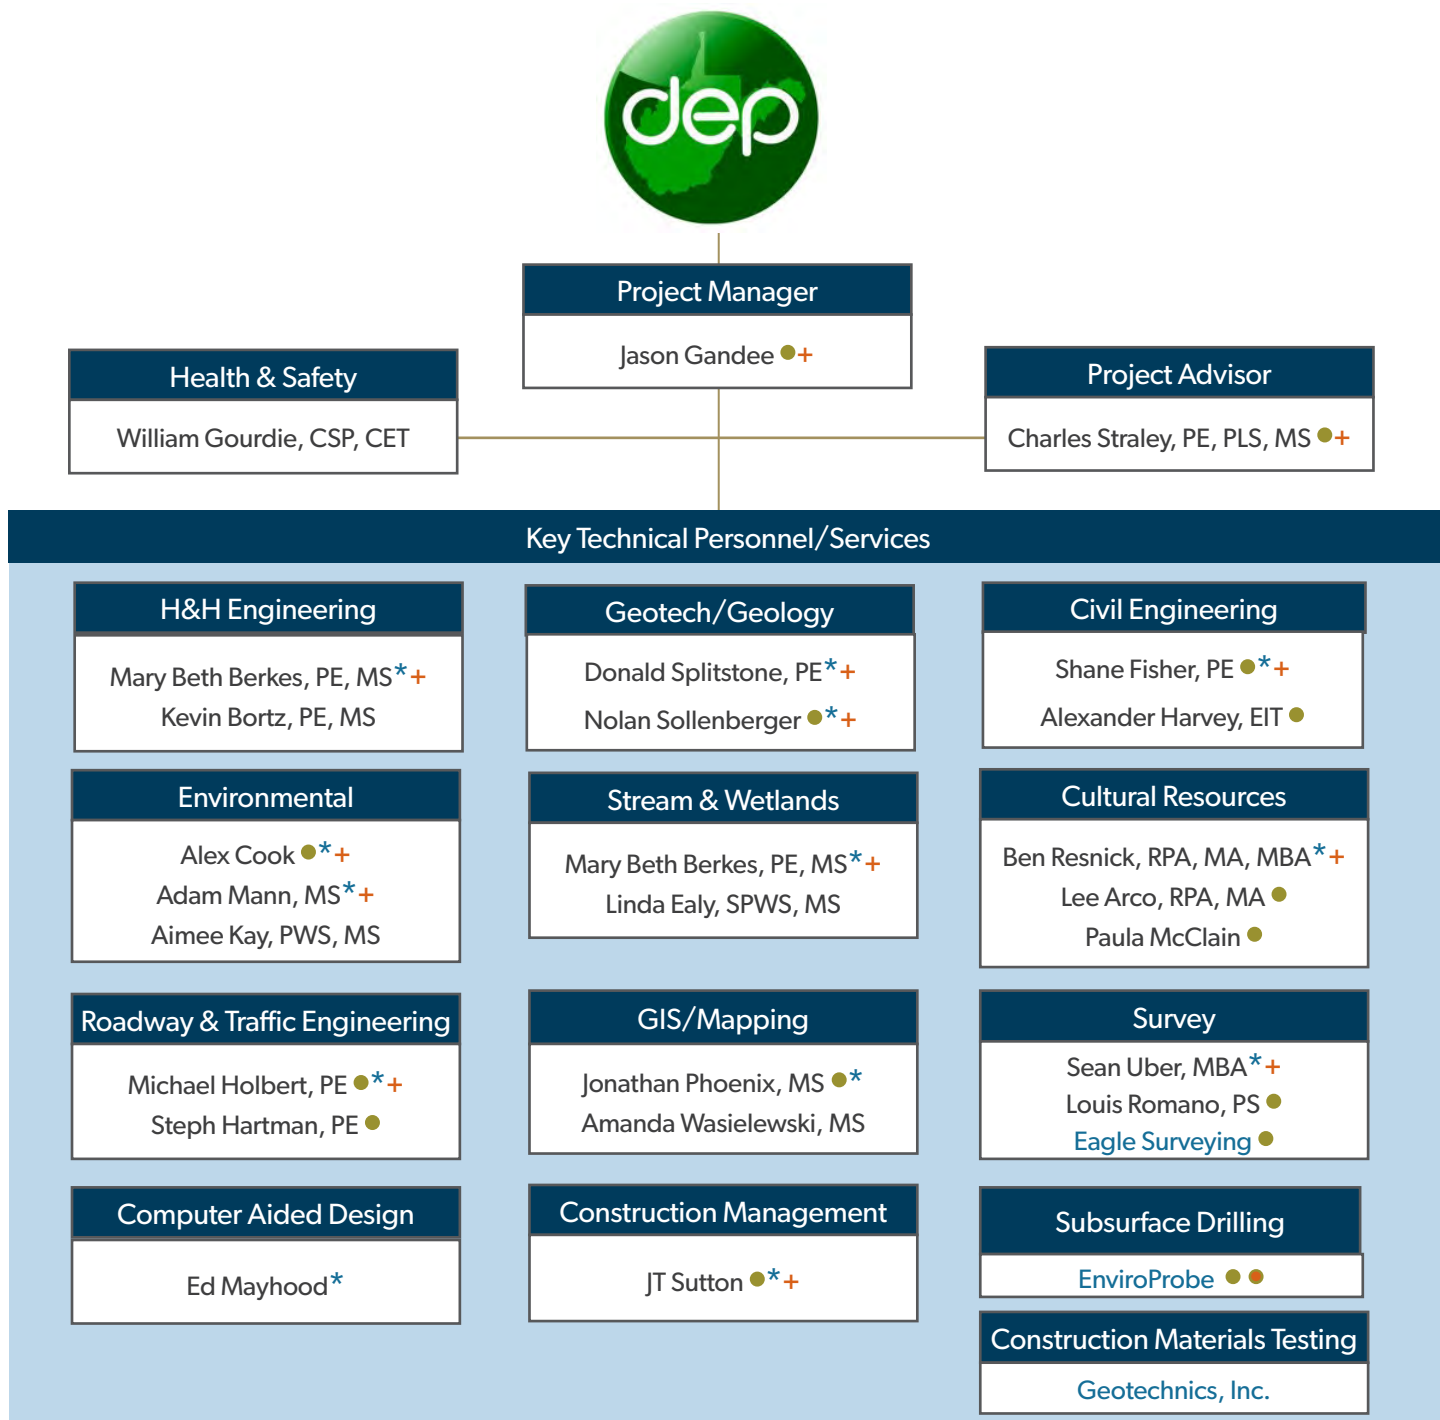 dep
Project Manager
Jason Gandee ●+
Health & Safety
William Gourdie, CSP, CET
Project Advisor
Charles Straley, PE, PLS, MS ●+
Key Technical Personnel/Services
H&H Engineering
Mary Beth Berkes, PE, MS*+
Kevin Bortz, PE, MS
Geotech/Geology
Donald Splitstone, PE*+
Nolan Sollenberger ●*+
Civil Engineering
Shane Fisher, PE ●*+
Alexander Harvey, EIT ●
Environmental
Alex Cook ●*+
Adam Mann, MS*+
Aimee Kay, PWS, MS
Stream & Wetlands
Mary Beth Berkes, PE, MS*+
Linda Ealy, SPWS, MS
Cultural Resources
Ben Resnick, RPA, MA, MBA*+
Lee Arco, RPA, MA ●
Paula McClain ●
Roadway & Traffic Engineering
Michael Holbert, PE ●*+
Steph Hartman, PE ●
GIS/Mapping
Jonathan Phoenix, MS ●*
Amanda Wasielewski, MS
Survey
Sean Uber, MBA*+
Louis Romano, PS ●
Eagle Surveying ●
Computer Aided Design
Ed Mayhood*
Construction Management
JT Sutton ●*+
Subsurface Drilling
EnviroProbe ● ●
Construction Materials Testing
Geotechnics, Inc.